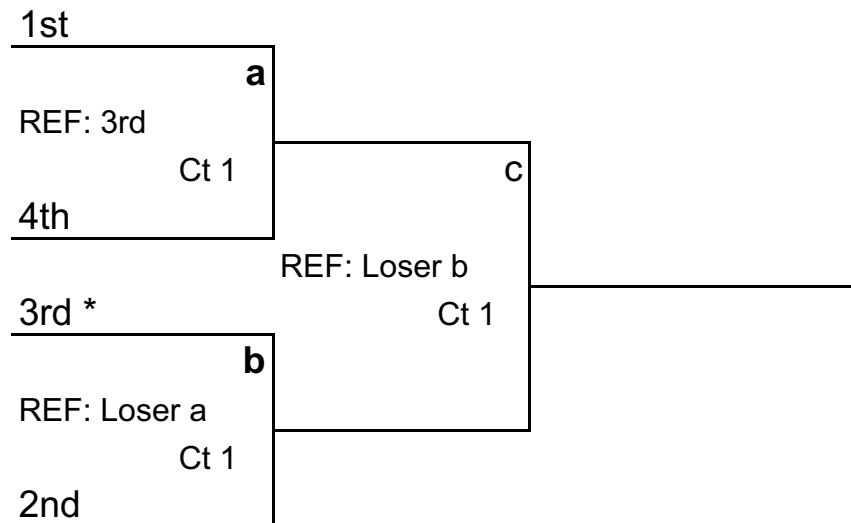 1st
a
REF: 3rd
Ct 1
c
4th
REF: Loser b
3rd *
Ct 1
b
REF: Loser a
Ct 1
2nd